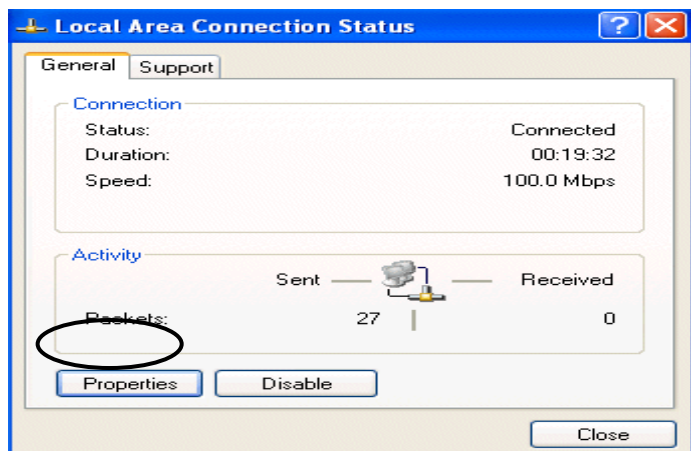 Local Area Connection Status
General Support
Connection
Status: Connected
Duration: 00:19:32
Speed: 100.0 Mbps
Activity
Sent — — Received
Packets: 27 | 0
Properties Disable
Close